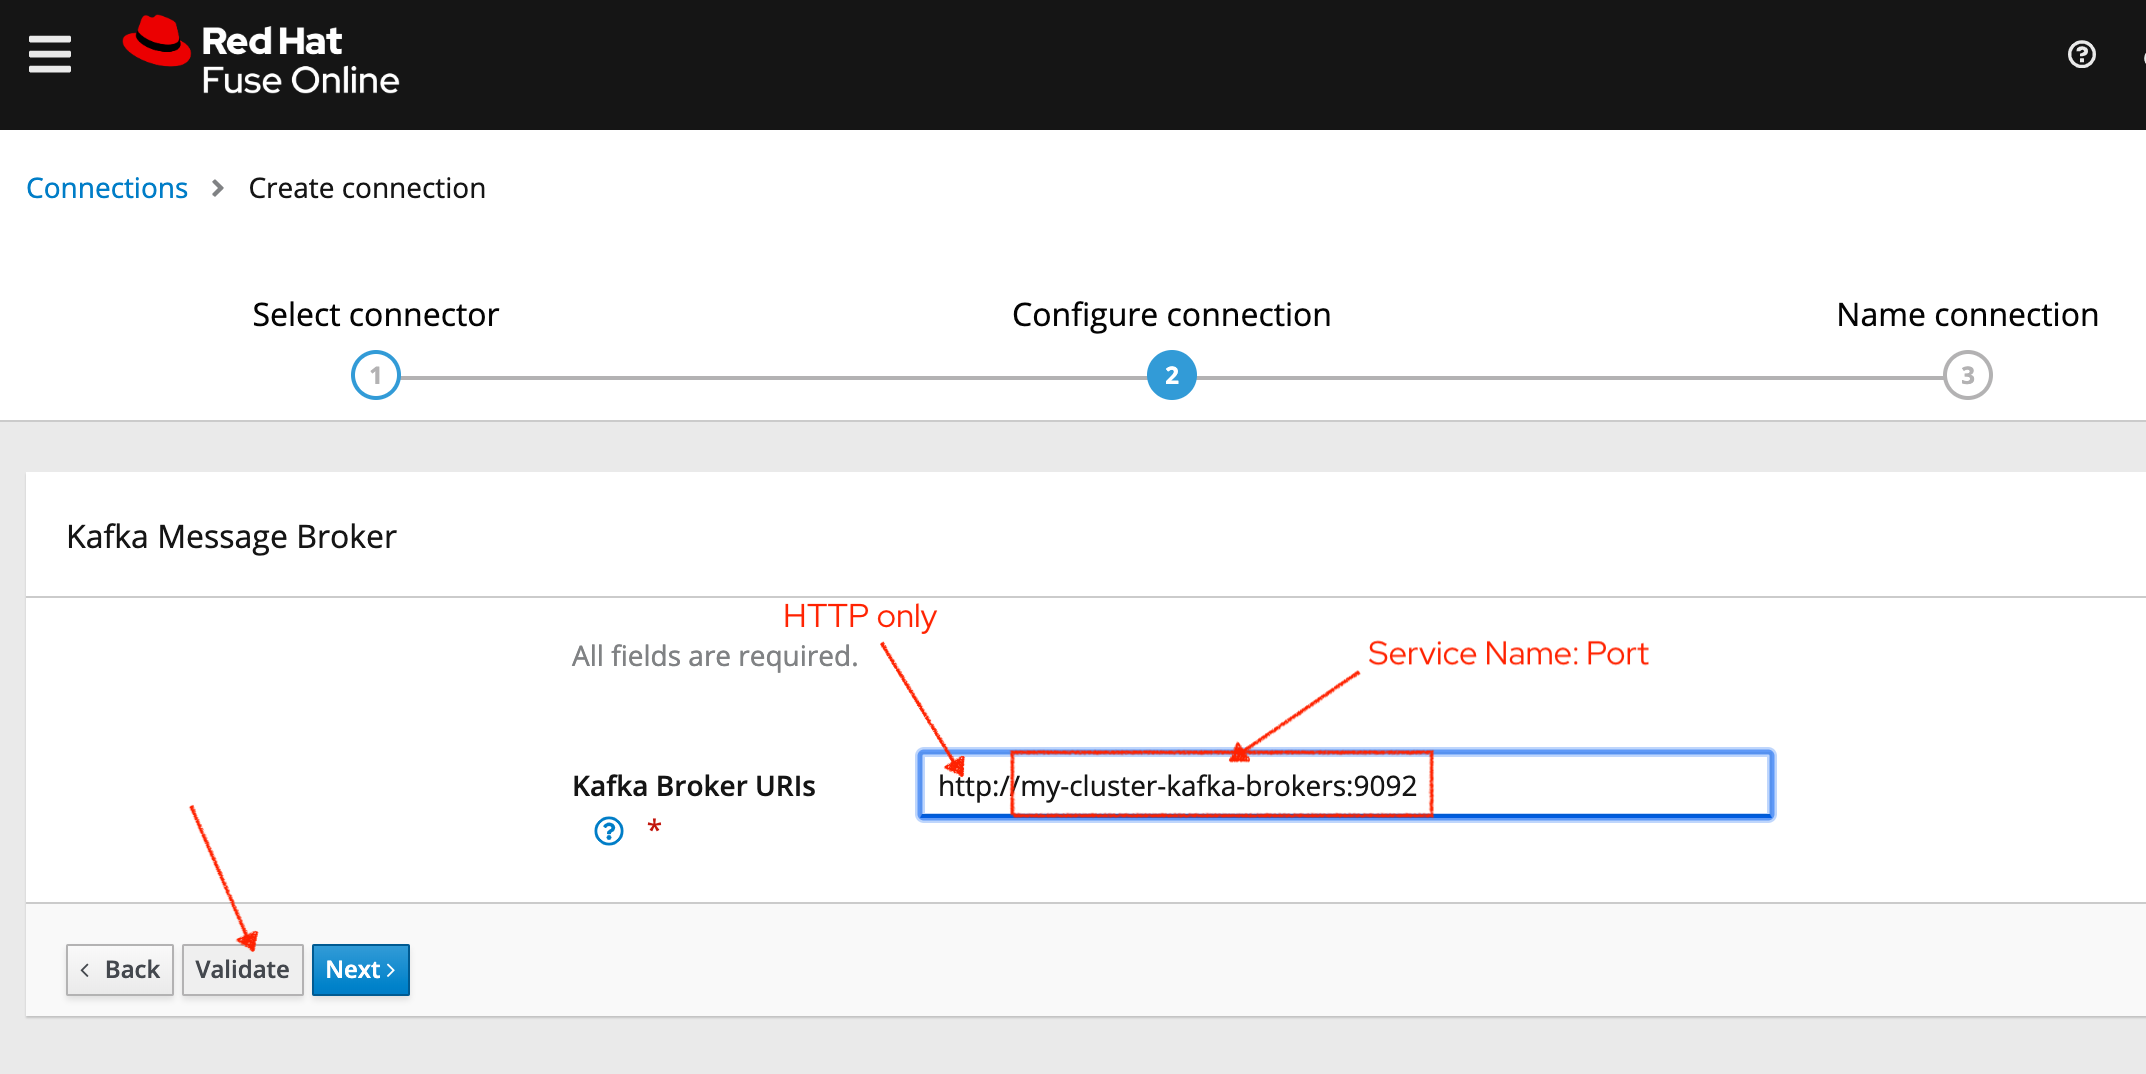 Red Hat
Fuse Online
Connections > Create connection
Select connector
Configure connection
Name connection
1
2
3
Kafka Message Broker
HTTP only
All fields are required.
Service Name: Port
Kafka Broker URIs
http://my-cluster-kafka-brokers:9092
*
< Back
Validate
Next >